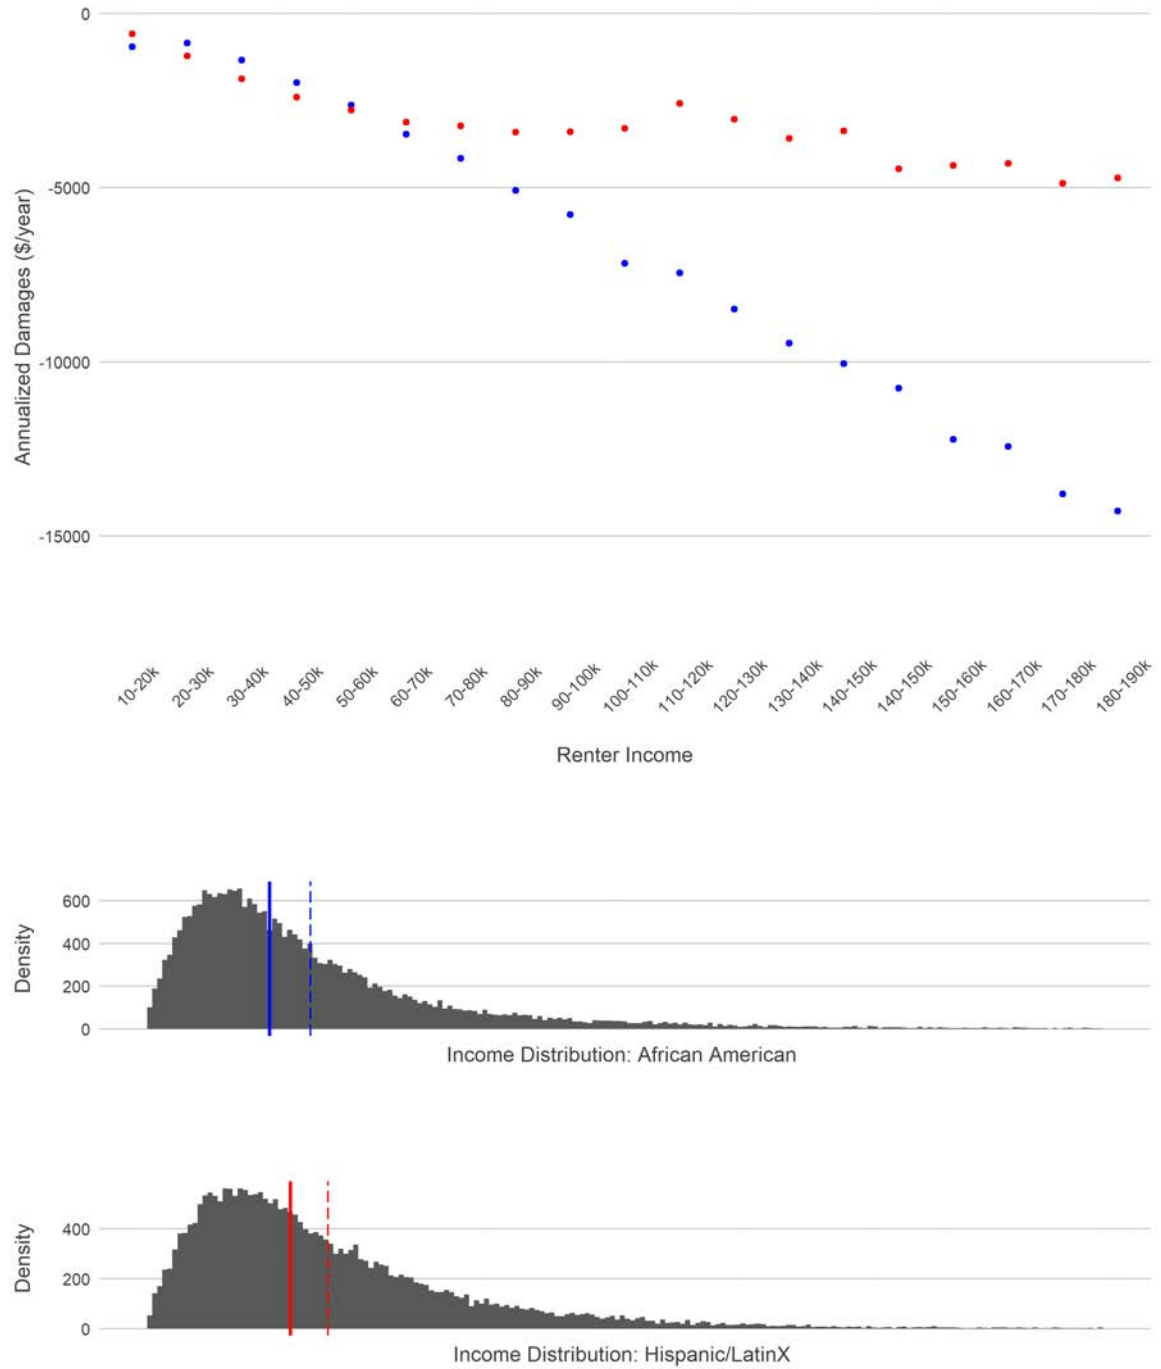 0
-5000
-10000
-15000
Annualized Damages ($/year)
10-20k
20-30k
30-40k
40-50k
50-60k
60-70k
70-80k
80-90k
90-100k
100-110k
110-120k
120-130k
130-140k
140-150k
140-150k
150-160k
160-170k
170-180k
180-190k
Renter Income
600
400
200
0
Density
Income Distribution: African American
400
200
0
Density
Income Distribution: Hispanic/LatinX